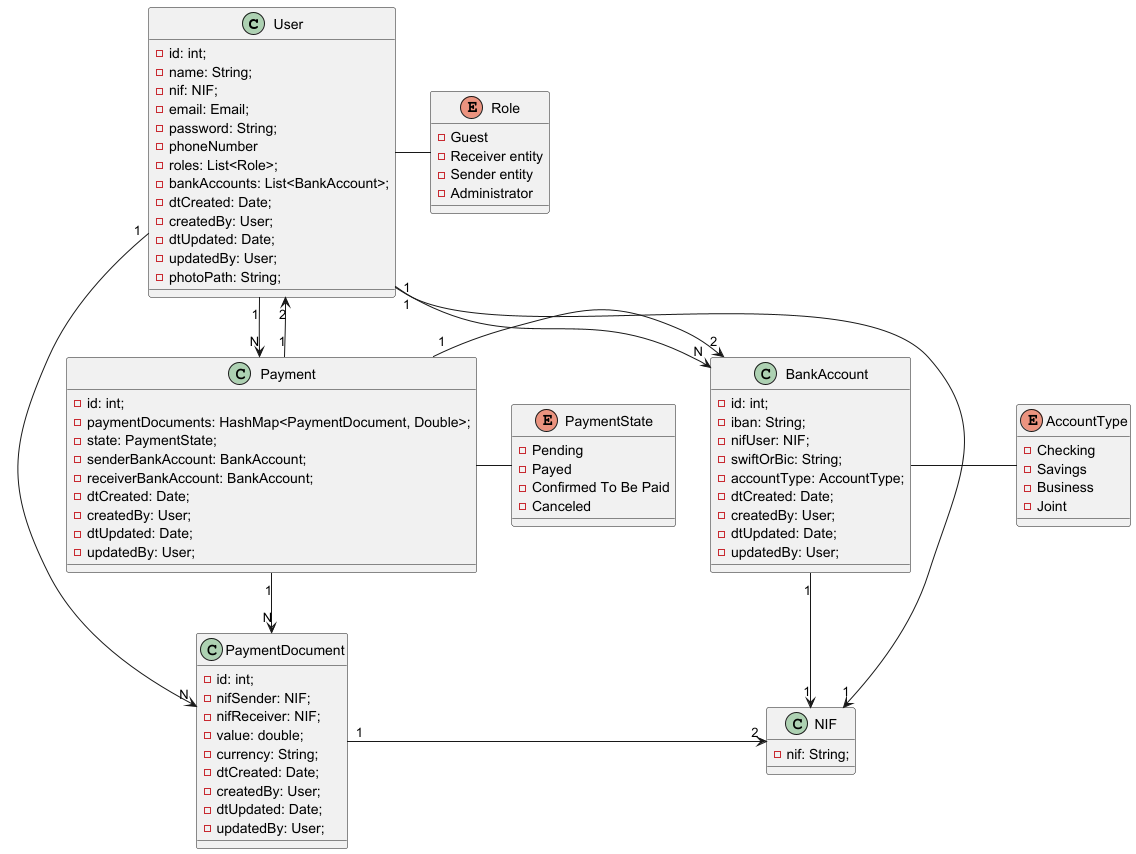 C User
id: int;
name: String;
nif: NIF;
email: Email;
password: String;
phoneNumber
roles: List<Role>;
bankAccounts: List<BankAccount>;
dtCreated: Date;
createdBy: User;
dtUpdated: Date;
updatedBy: User;
photoPath: String;
E Role
Guest
Receiver entity
Sender entity
Administrator
1
1
1
1 2
N 1
1 2
N
C Payment
id: int;
paymentDocuments: HashMap<PaymentDocument, Double>;
state: PaymentState;
senderBankAccount: BankAccount;
receiverBankAccount: BankAccount;
dtCreated: Date;
createdBy: User;
dtUpdated: Date;
updatedBy: User;
E PaymentState
Pending
Payed
Confirmed To Be Paid
Canceled
C BankAccount
id: int;
iban: String;
nifUser: NIF;
swiftOrBic: String;
accountType: AccountType;
dtCreated: Date;
createdBy: User;
dtUpdated: Date;
updatedBy: User;
E AccountType
Checking
Savings
Business
Joint
1
N
1
N
1 1
C PaymentDocument
id: int;
nifSender: NIF;
nifReceiver: NIF;
value: double;
currency: String;
dtCreated: Date;
createdBy: User;
dtUpdated: Date;
updatedBy: User;
1 2
C NIF
nif: String;